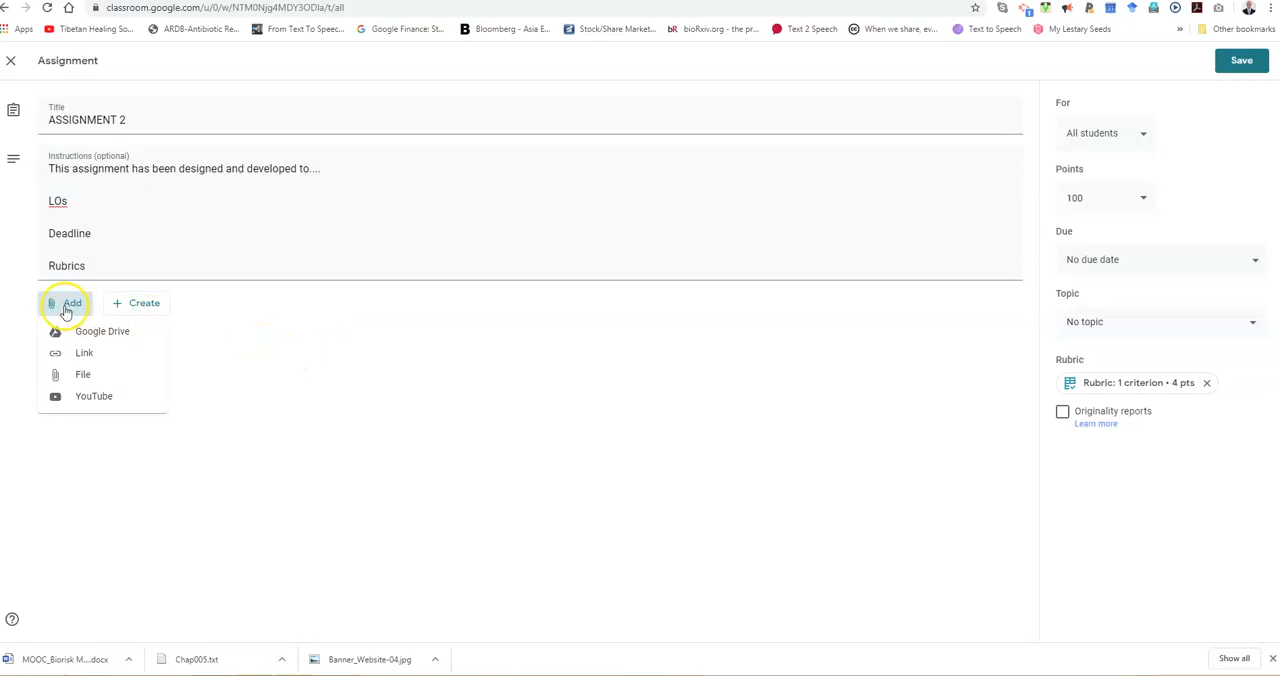 classroom.google.com/u/0/w/NTM0Njg4MDY3ODIa/t/all
Apps Tibetan Healing So... ARDB-Antibiotic Re... From Text To Speec... Google Finance: St... Bloomberg - Asia E... Stock/Share Market... bioRxiv.org - the pr... Text 2 Speech When we share, ev... Text to Speech My Lestary Seeds » Other bookmarks
Assignment
Save
Title
ASSIGNMENT 2
Instructions (optional)
This assignment has been designed and developed to....
LOs
Deadline
Rubrics
Add
Create
Google Drive
Link
File
YouTube
For
All students
Points
100
Due
No due date
Topic
No topic
Rubric
Rubric: 1 criterion • 4 pts
Originality reports
Learn more
MOOC_Biorisk M....docx
Chap005.txt
Banner_Website-04.jpg
Show all